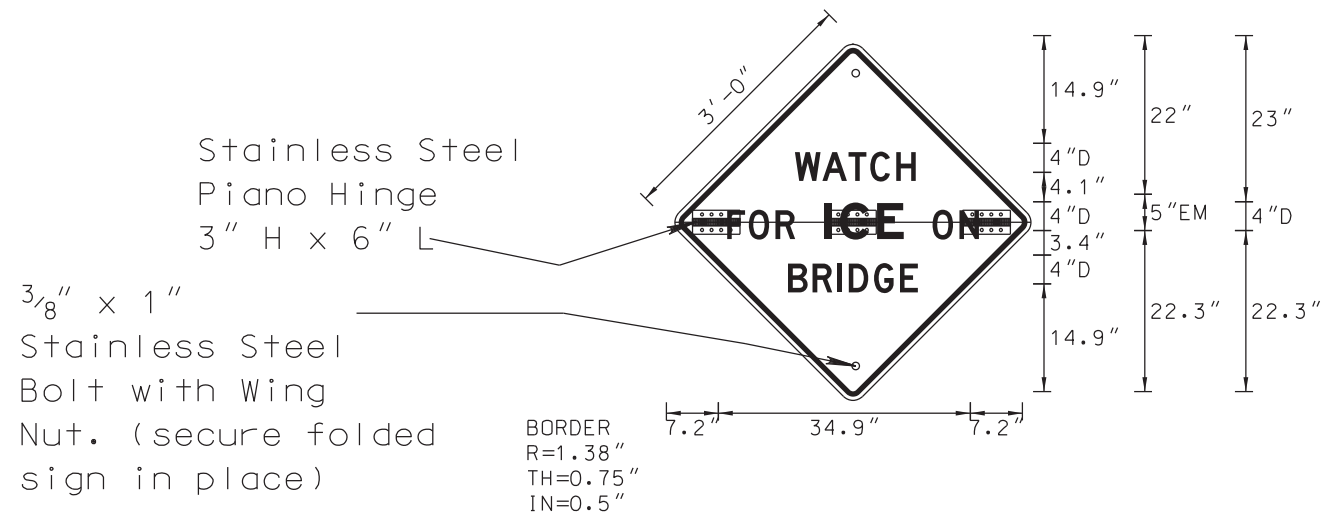 3'-0"
Stainless Steel
Piano Hinge
3" H x 6" L
3/8" x 1"
Stainless Steel
Bolt with Wing
Nut. (secure folded
sign in place)
WATCH
FOR ICE ON
BRIDGE
14.9"
4"D
4.1"
4"D
3.4"
4"D
14.9"
22"
5"EM
22.3"
23"
4"D
22.3"
7.2" 34.9" 7.2"
BORDER
R=1.38"
TH=0.75"
IN=0.5"